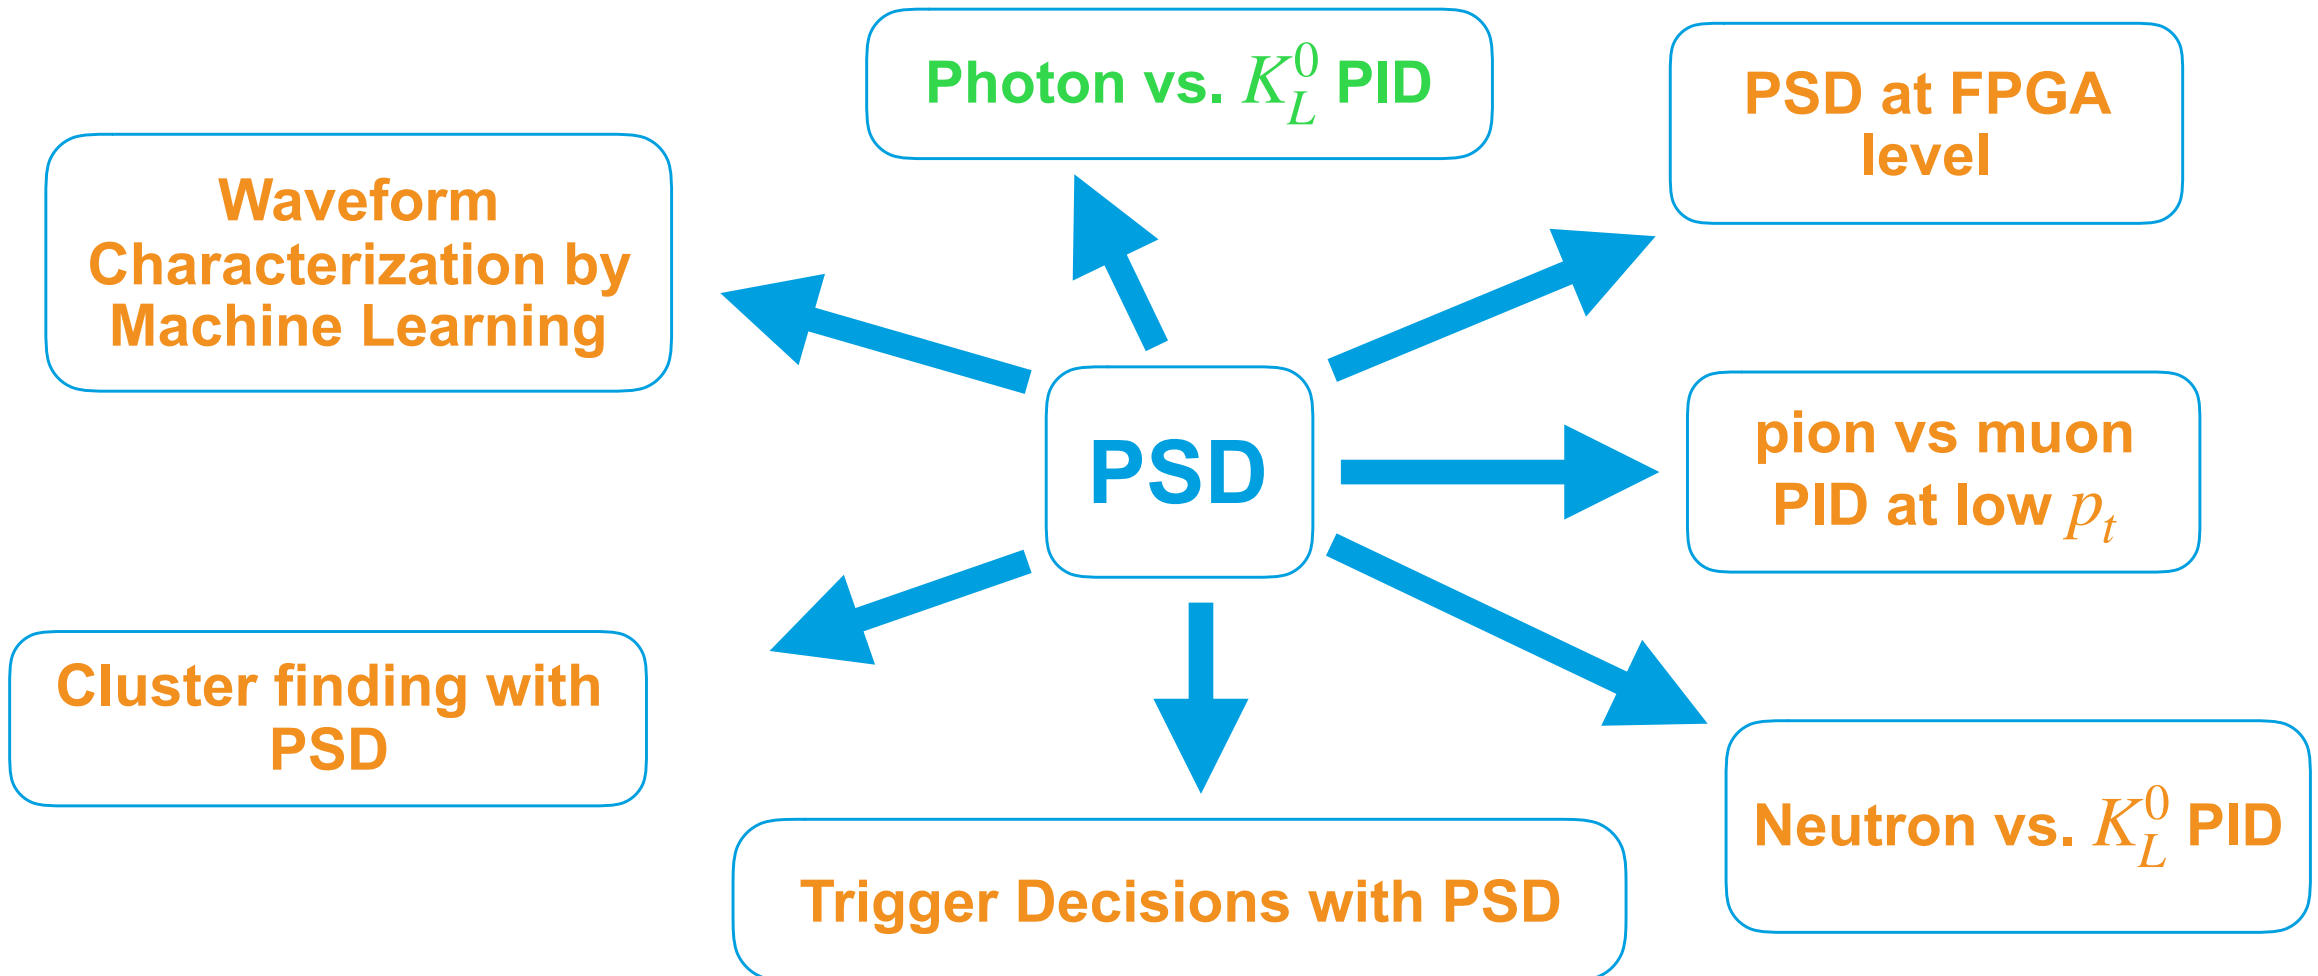 Photon vs. $K_L^0$ PID
PSD at FPGA
level
Waveform
Characterization by
Machine Learning
PSD
pion vs muon
PID at low $p_t$
Cluster finding with
PSD
Neutron vs. $K_L^0$ PID
Trigger Decisions with PSD